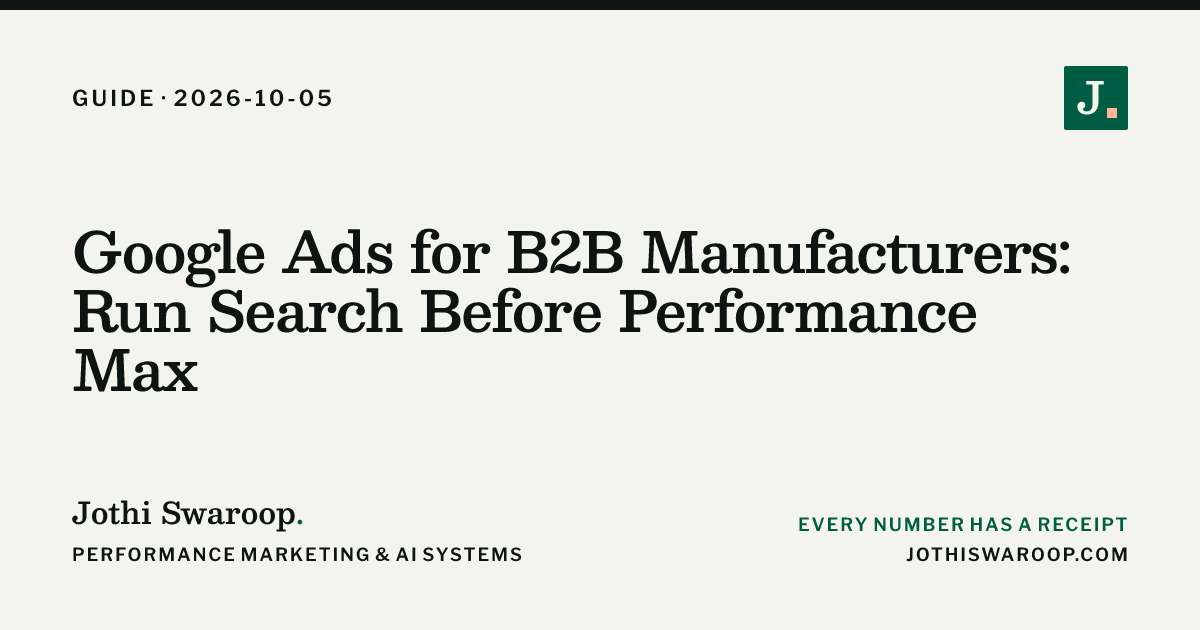 GUIDE · 2026-10-05
J.
Google Ads for B2B Manufacturers:
Run Search Before Performance
Max
Jothi Swaroop.
PERFORMANCE MARKETING & AI SYSTEMS
EVERY NUMBER HAS A RECEIPT
JOTHISWAROOP.COM